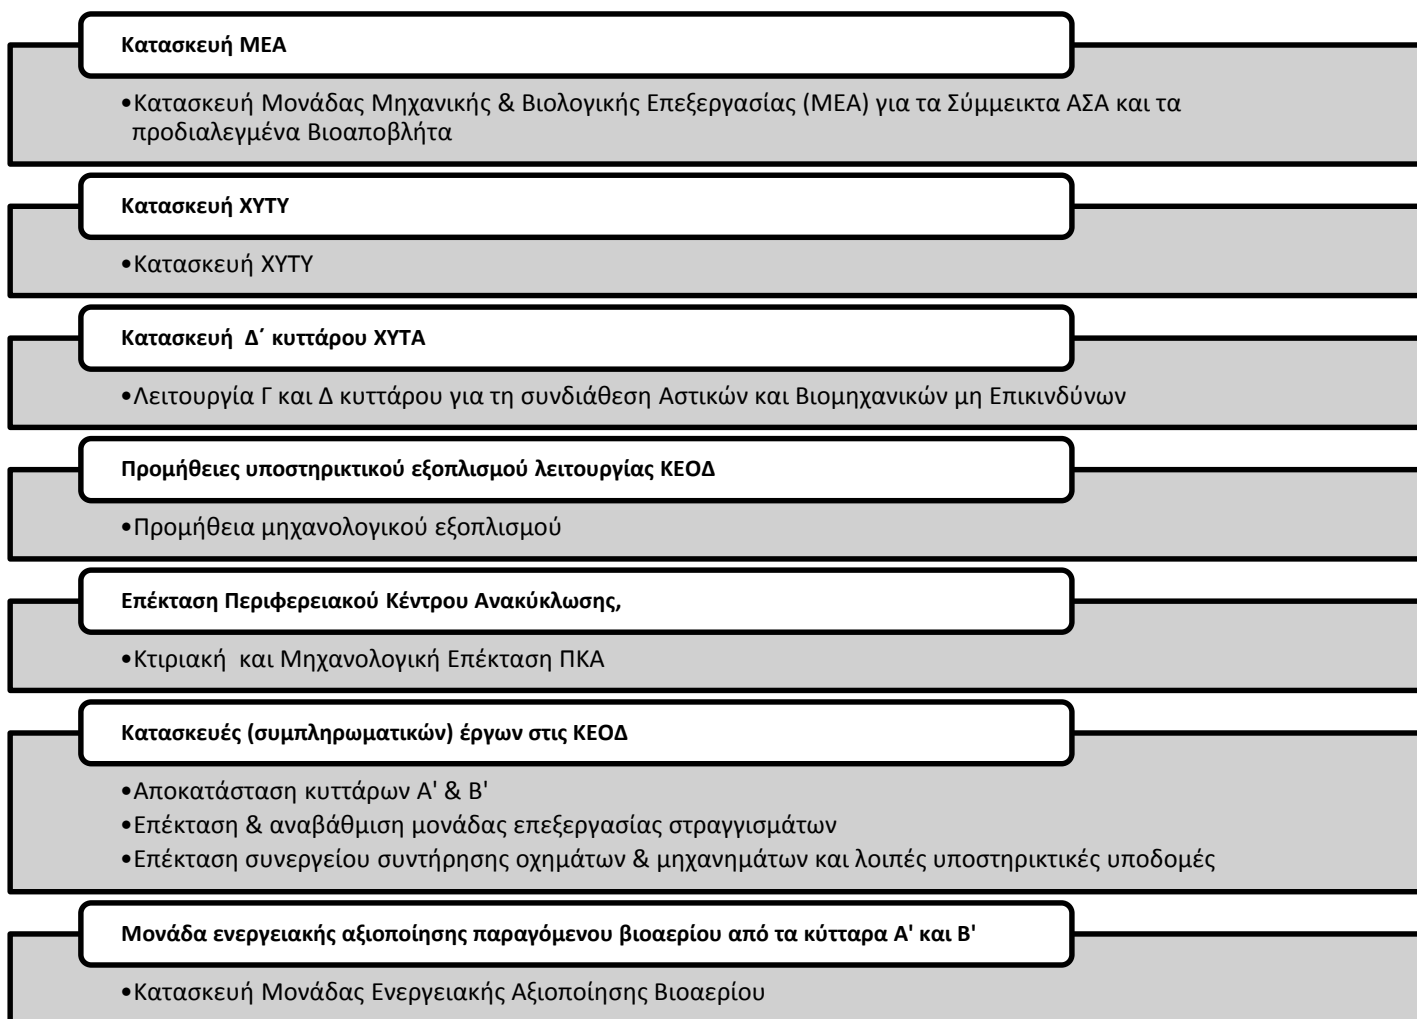 Κατασκευή ΜΕΑ
•Κατασκευή Μονάδας Μηχανικής & Βιολογικής Επεξεργασίας (ΜΕΑ) για τα Σύμμεικτα ΑΣΑ και τα
προδιαλεγμένα Βιοαποβλήτα
Κατασκευή ΧΥΤΥ
•Κατασκευή ΧΥΤΥ
Κατασκευή Δ΄ κυττάρου ΧΥΤΑ
•Λειτουργία Γ και Δ κυττάρου για τη συνδιάθεση Αστικών και Βιομηχανικών μη Επικινδύνων
Προμήθειες υποστηρικτικού εξοπλισμού λειτουργίας ΚΕΟΔ
•Προμήθεια μηχανολογικού εξοπλισμού
Επέκταση Περιφερειακού Κέντρου Ανακύκλωσης,
•Κτιριακή και Μηχανολογική Επέκταση ΠΚΑ
Κατασκευές (συμπληρωματικών) έργων στις ΚΕΟΔ
•Αποκατάσταση κυττάρων Α' & Β'
•Επέκταση & αναβάθμιση μονάδας επεξεργασίας στραγγισμάτων
•Επέκταση συνεργείου συντήρησης οχημάτων & μηχανημάτων και λοιπές υποστηρικτικές υποδομές
Μονάδα ενεργειακής αξιοποίησης παραγόμενου βιοαερίου από τα κύτταρα Α' και Β'
•Κατασκευή Μονάδας Ενεργειακής Αξιοποίησης Βιοαερίου